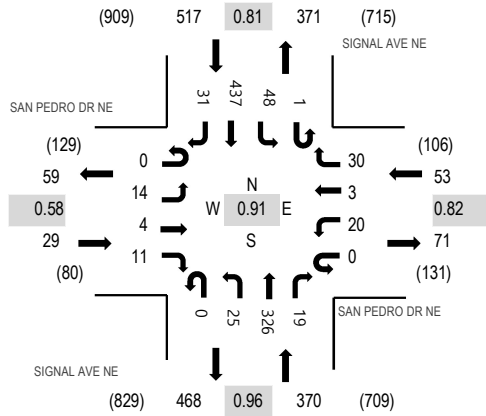 (909) 517 0.81 371 (715)
SIGNAL AVE NE
31 437 48 1
SAN PEDRO DR NE
(129) (106)
0 30
59 53
14 N 3
0.58 W 0.91 E 0.82
4 S 20
29 71
11 0
(80) (131)
0 25 326 19
SAN PEDRO DR NE
SIGNAL AVE NE
(829) 468 0.96 370 (709)